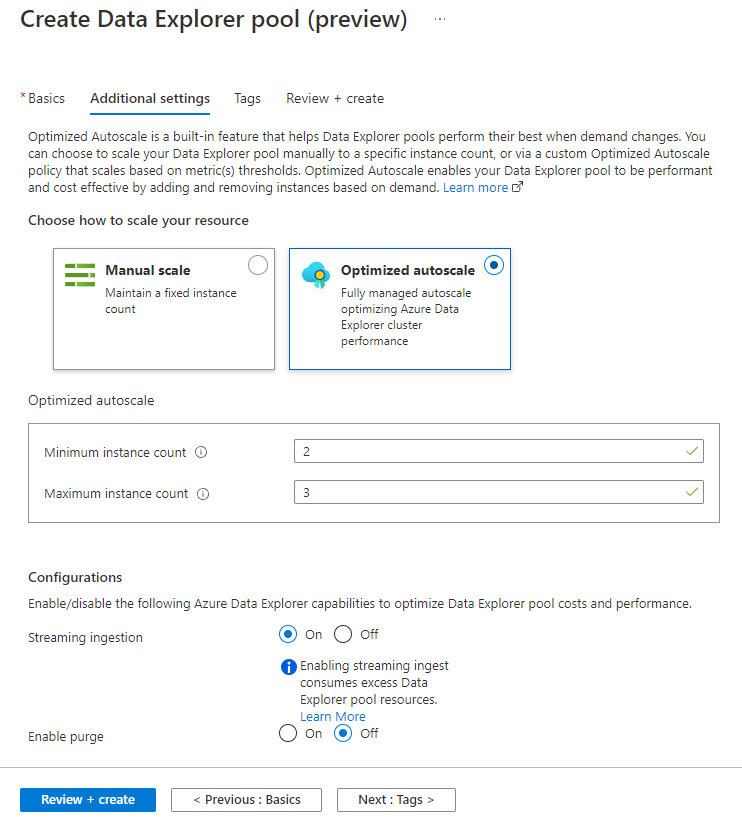 Create Data Explorer pool (preview) ...
* Basics Additional settings Tags Review + create
Optimized Autoscale is a built-in feature that helps Data Explorer pools perform their best when demand changes. You
can choose to scale your Data Explorer pool manually to a specific instance count, or via a custom Optimized Autoscale
policy that scales based on metric(s) thresholds. Optimized Autoscale enables your Data Explorer pool to be performant
and cost effective by adding and removing instances based on demand. Learn more
Choose how to scale your resource
Manual scale
Maintain a fixed instance
count
Optimized autoscale
Fully managed autoscale
optimizing Azure Data
Explorer cluster
performance
Optimized autoscale
Minimum instance count 2
Maximum instance count 3
Configurations
Enable/disable the following Azure Data Explorer capabilities to optimize Data Explorer pool costs and performance.
Streaming ingestion On Off
Enabling streaming ingest
consumes excess Data
Explorer pool resources.
Learn More
Enable purge On Off
Review + create < Previous : Basics Next : Tags >